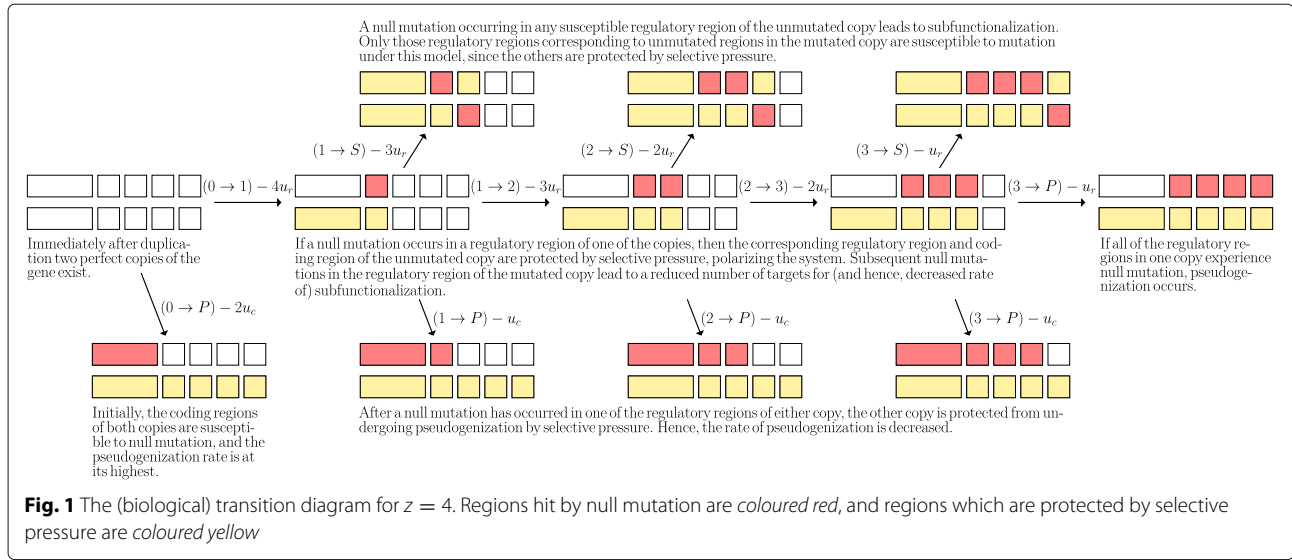 A null mutation occurring in any susceptible regulatory region of the unmutated copy leads to subfunctionalization.
Only those regulatory regions corresponding to unmutated regions in the mutated copy are susceptible to mutation
under this model, since the others are protected by selective pressure.
(1 → S) − 3u_r
(2 → S) − 2u_r
(3 → S) − u_r
(0 → 1) − 4u_r
(1 → 2) − 3u_r
(2 → 3) − 2u_r
(3 → P) − u_r
Immediately after duplica-
tion two perfect copies of the
gene exist.
If a null mutation occurs in a regulatory region of one of the copies, then the corresponding regulatory region and cod-
ing region of the unmutated copy are protected by selective pressure, polarizing the system. Subsequent null muta-
tions in the regulatory region of the mutated copy lead to a reduced number of targets for (and hence, decreased rate
of) subfunctionalization.
If all of the regulatory re-
gions in one copy experience
null mutation, pseudoge-
nization occurs.
(0 → P) − 2u_c
(1 → P) − u_c
(2 → P) − u_c
(3 → P) − u_c
Initially, the coding regions
of both copies are suscepti-
ble to null mutation, and the
pseudogenization rate is at
its highest.
After a null mutation has occurred in one of the regulatory regions of either copy, the other copy is protected from un-
dergoing pseudogenization by selective pressure. Hence, the rate of pseudogenization is decreased.
Fig. 1 The (biological) transition diagram for z = 4. Regions hit by null mutation are coloured red, and regions which are protected by selective
pressure are coloured yellow